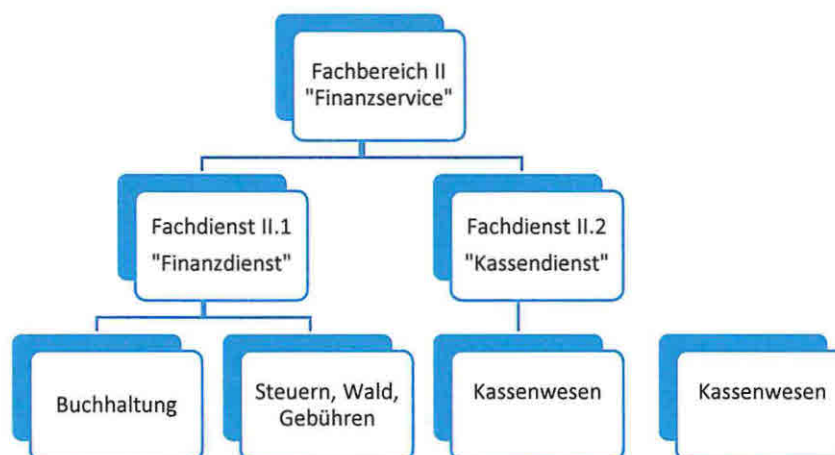 Fachbereich II
"Finanzservice"
Fachdienst II.1
"Finanzdienst"
Fachdienst II.2
"Kassendienst"
Buchhaltung
Steuern, Wald,
Gebühren
Kassenwesen
Kassenwesen